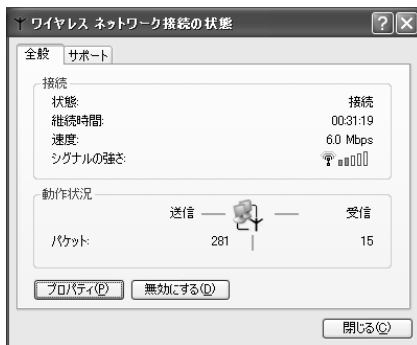 ワイヤレス ネットワーク接続の状態
全般 サポート
接続
状態: 接続
継続時間: 00:31:19
速度: 6.0 Mbps
シグナルの強さ:
動作状況
送信 受信
パケット: 281 15
プロパティ(P) 無効にする(D)
閉じる(C)